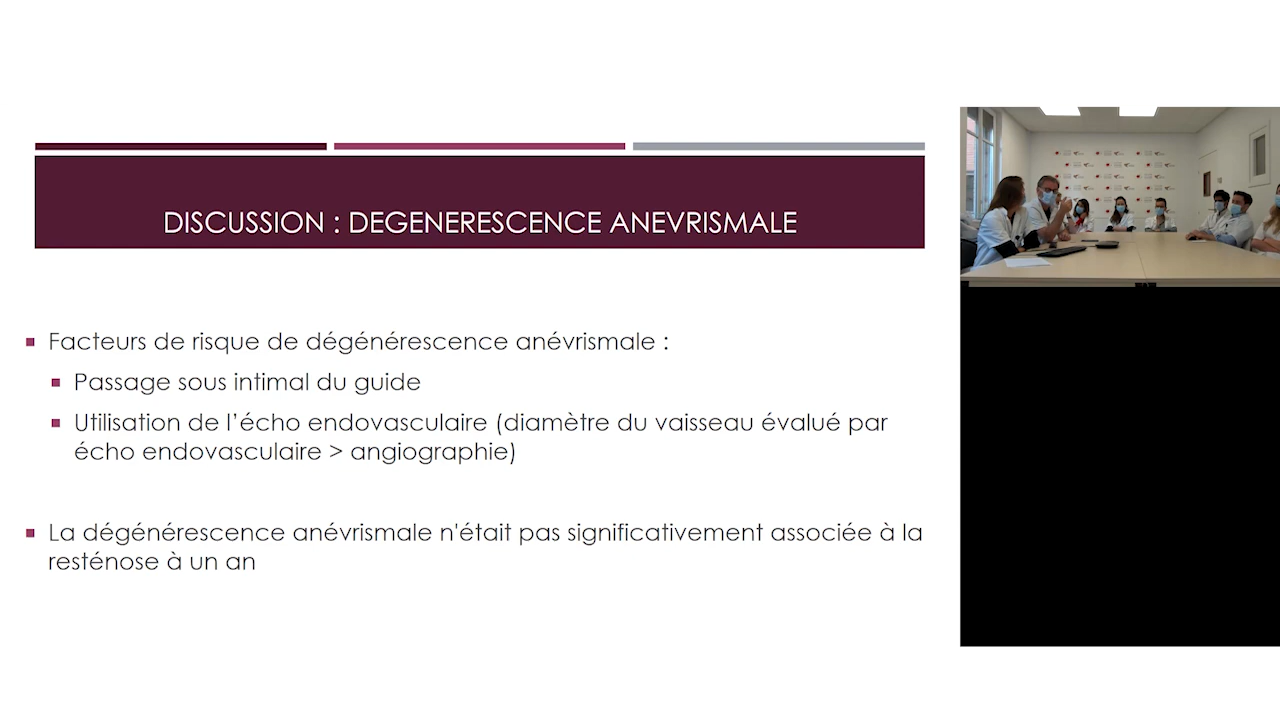 DISCUSSION : DEGENERESCENCE ANEVRISMALE
Facteurs de risque de dégénérescence anévrismale :
Passage sous intimal du guide
Utilisation de l’écho endovasculaire (diamètre du vaisseau évalué par
écho endovasculaire > angiographie)
La dégénérescence anévrismale n'était pas significativement associée à la
resténose à un an